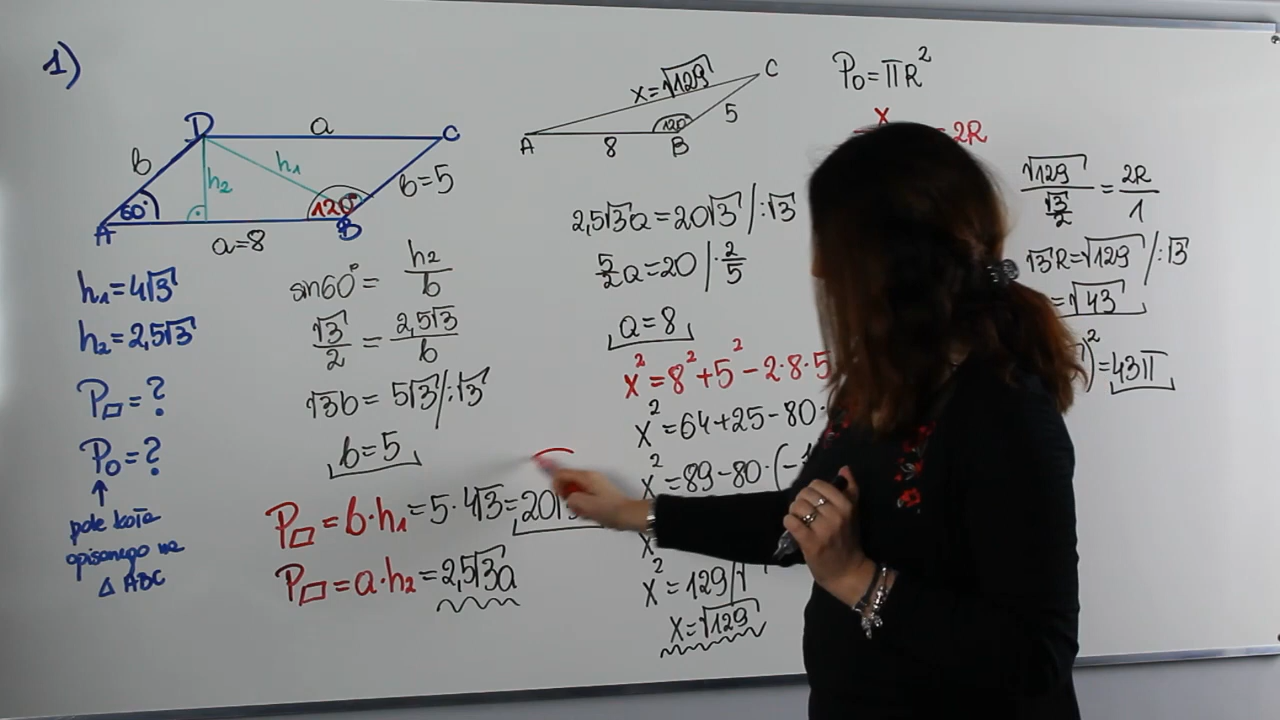 1)
D
a
C
b
h₁
h₂
b=5
60°
120°
A
B
a=8
h₁=4√3
h₂=2,5√3
P▱=?
P₀=?
↑
pole koła
opisanego na
△ABC
sin60°=h₂/b
√3/2=2,5√3/b
√3b=5√3/:√3
b=5
P▱=b·h₁=5·4√3=20√3
P▱=a·h₂=2,5√3a
x=√129
C
120°
5
A
8
B
2,5√3a=20√3/:√3
5/2a=20/·2/5
a=8
x²=8²+5²-2·8·5
x²=64+25-80·
x²=89-80·(-1
x²=129/√
x=√129
P₀=πR²
x
=2R
√129/(√3/2)=2R/1
√3R=√129/:√3
=√43
)²=43π